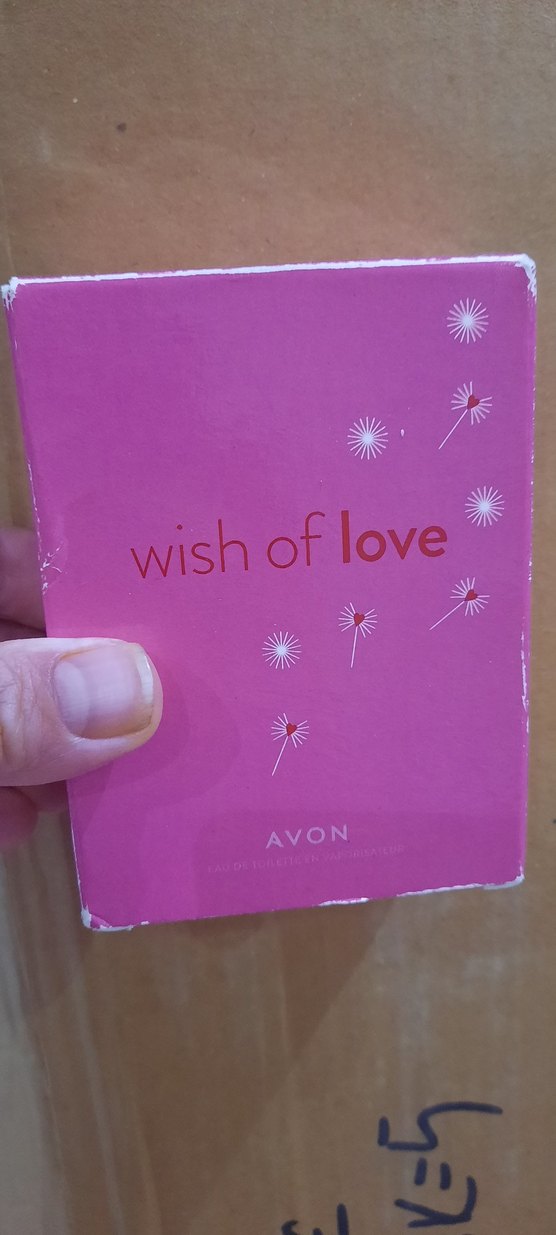 wish of love
AVON
EAU DE TOILETTE EN VAPORISATEUR